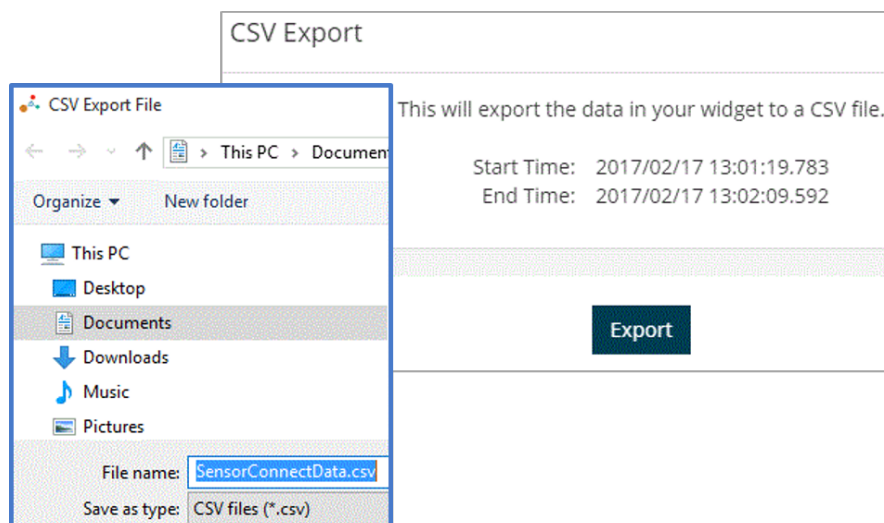 CSV Export
This will export the data in your widget to a CSV file.
Start Time: 2017/02/17 13:01:19.783
End Time: 2017/02/17 13:02:09.592
Export
CSV Export File
This PC > Documen
Organize New folder
This PC
Desktop
Documents
Downloads
Music
Pictures
File name: SensorConnectData.csv
Save as type: CSV files (*.csv)